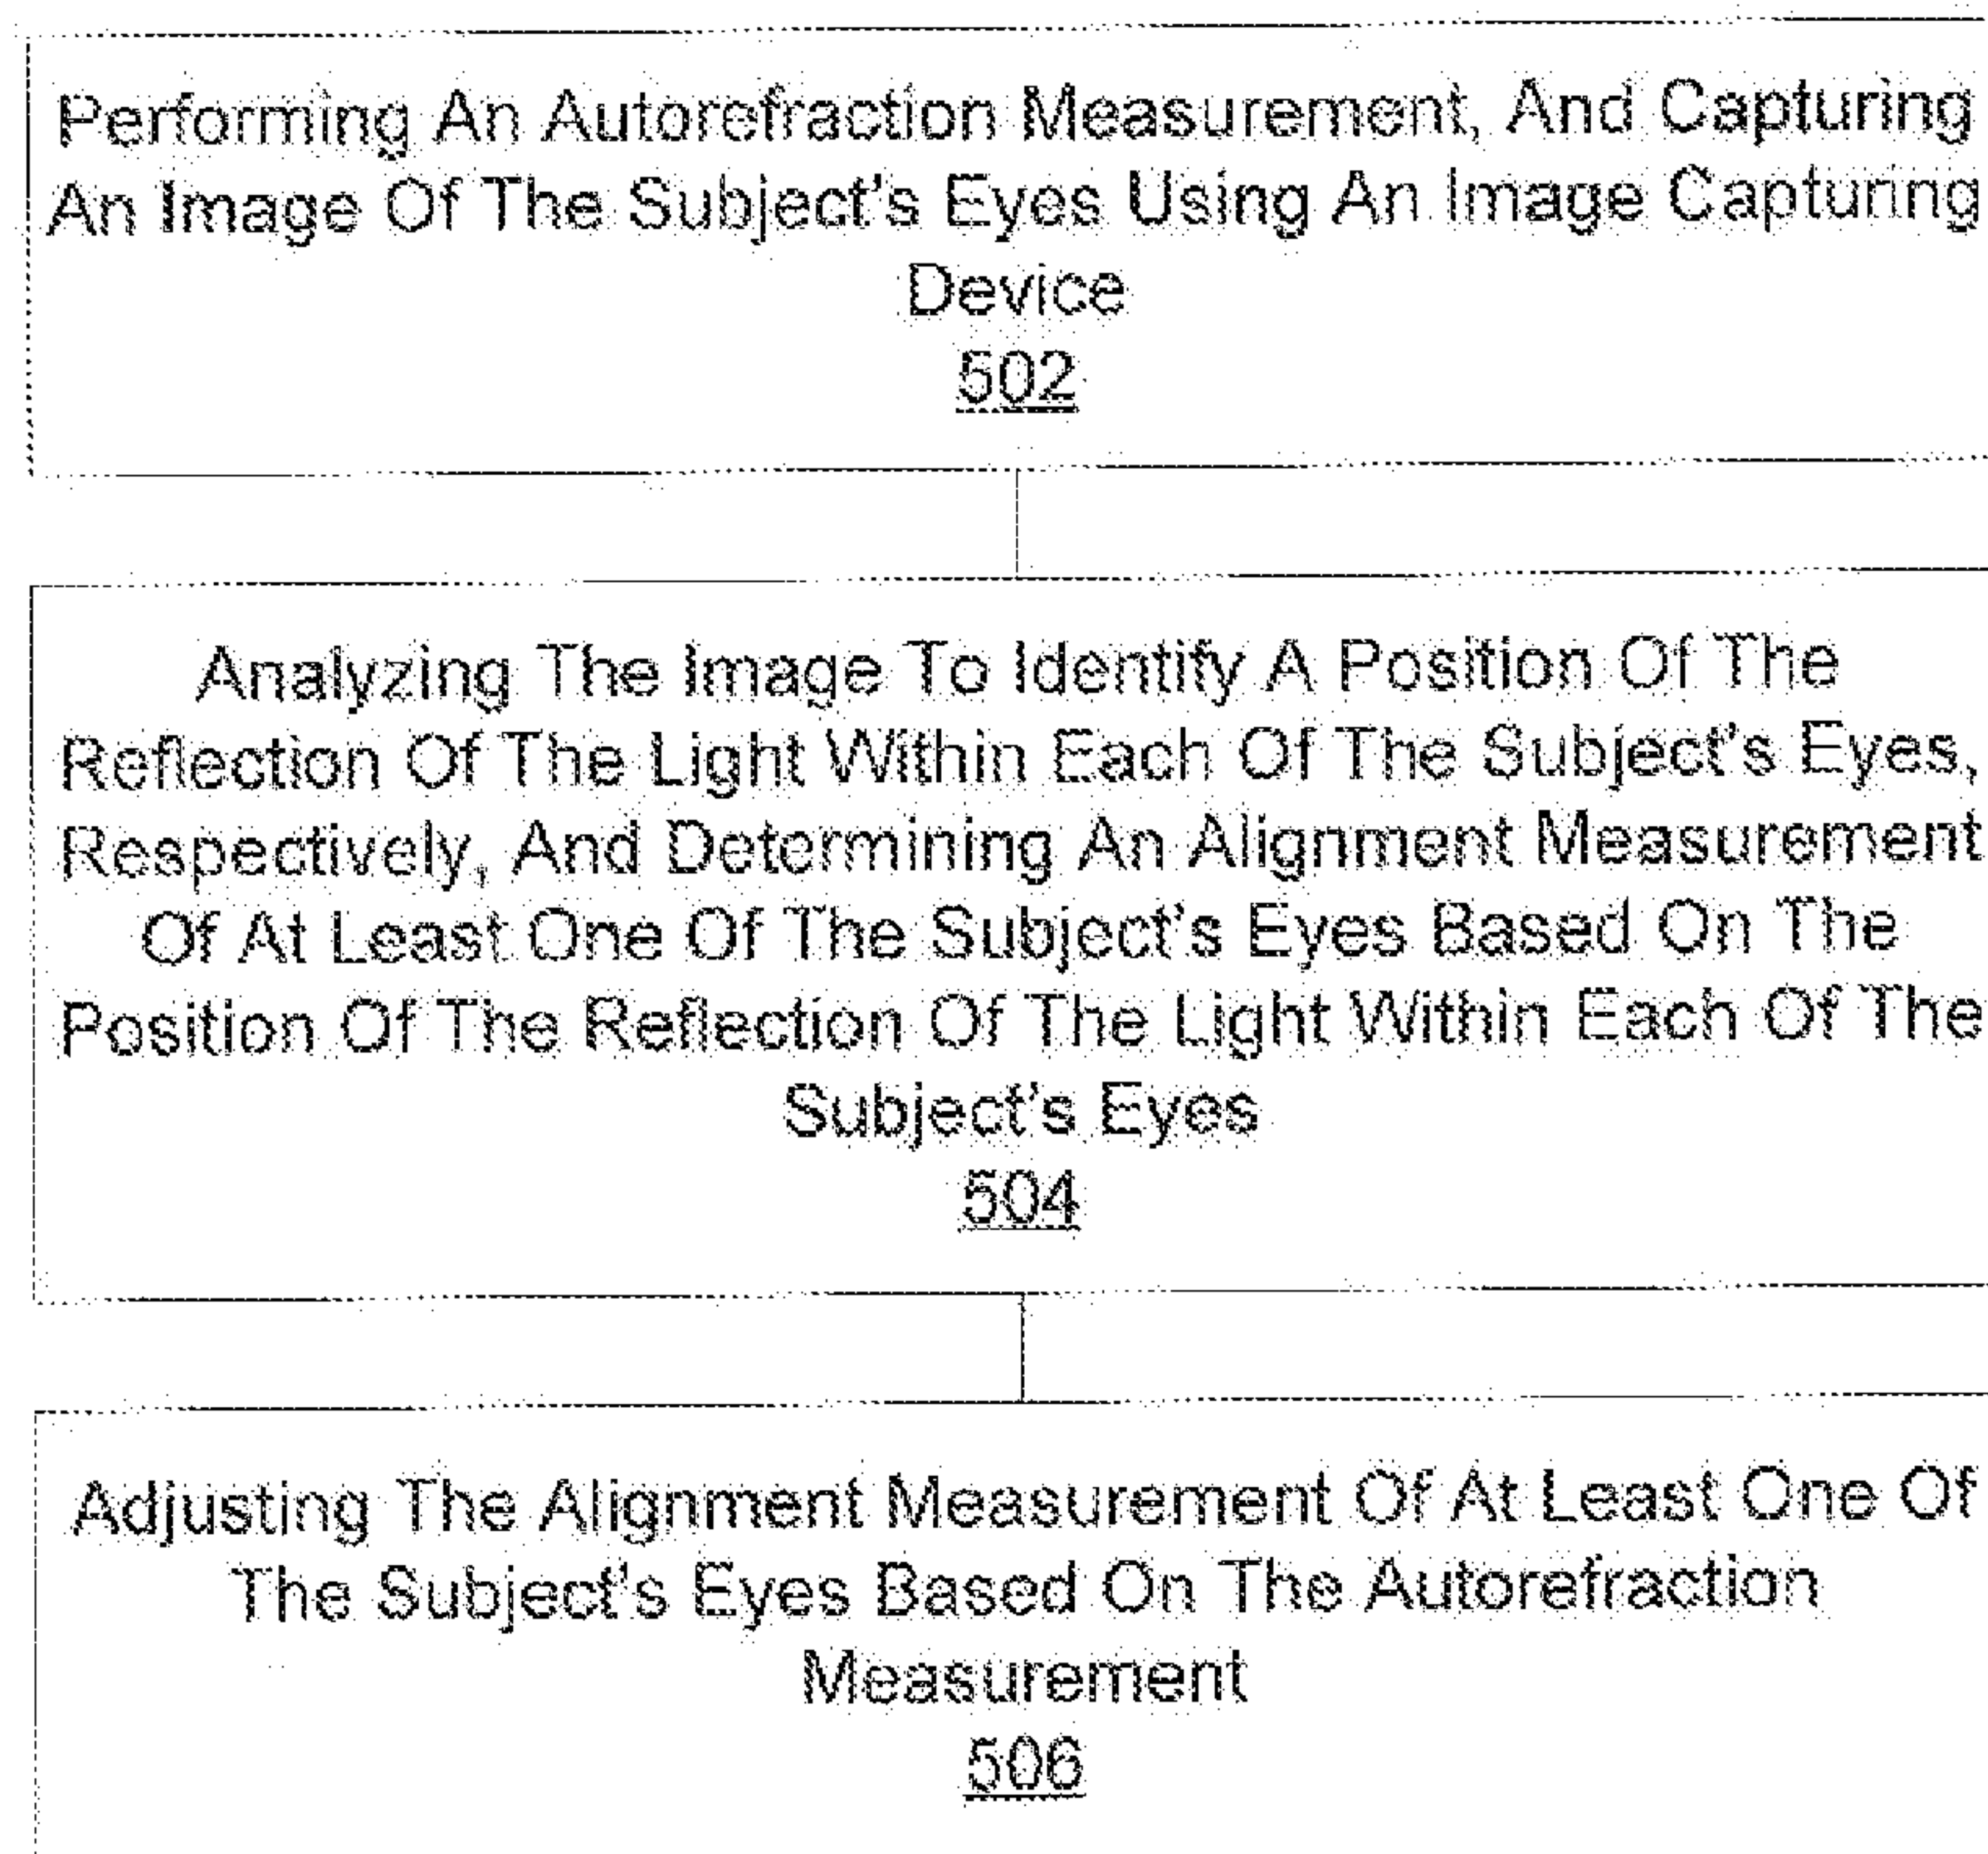 Performing An Autorefraction Measurement, And Capturing
An Image Of The Subject's Eyes Using An Image Capturing
Device
502
Analyzing The Image To Identify A Position Of The
Reflection Of The Light Within Each Of The Subject's Eyes,
Respectively, And Determining An Alignment Measurement
Of At Least One Of The Subject's Eyes Based On The
Position Of The Reflection Of The Light Within Each Of The
Subject's Eyes
504
Adjusting The Alignment Measurement Of At Least One Of
The Subject's Eyes Based On The Autorefraction
Measurement
506